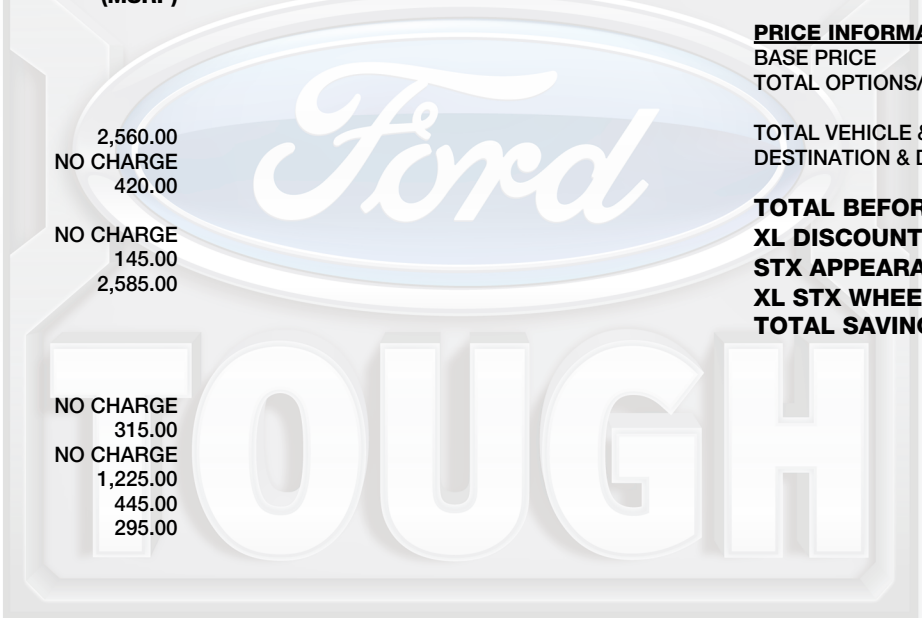 (MSRP)
2,560.00
NO CHARGE
420.00
NO CHARGE
145.00
2,585.00
NO CHARGE
315.00
NO CHARGE
1,225.00
445.00
295.00
PRICE INFORMA
BASE PRICE
TOTAL OPTIONS/
TOTAL VEHICLE &
DESTINATION & D
TOTAL BEFOR
XL DISCOUNT
STX APPEARA
XL STX WHEE
TOTAL SAVING
Ford
TOUGH